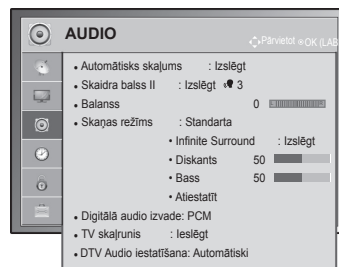 AUDIO
Pārvietot OK (LAB
• Automātisks skaļums : Izslēgt
• Skaidra balss II : Izslēgt 3
• Balanss 0
• Skaņas režīms : Standarta
• Infinite Surround : Izslēgt
• Diskants 50
• Bass 50
• Atiestatīt
• Digitālā audio izvade: PCM
• TV skaļrunis : Ieslēgt
• DTV Audio iestatīšana: Automātiski